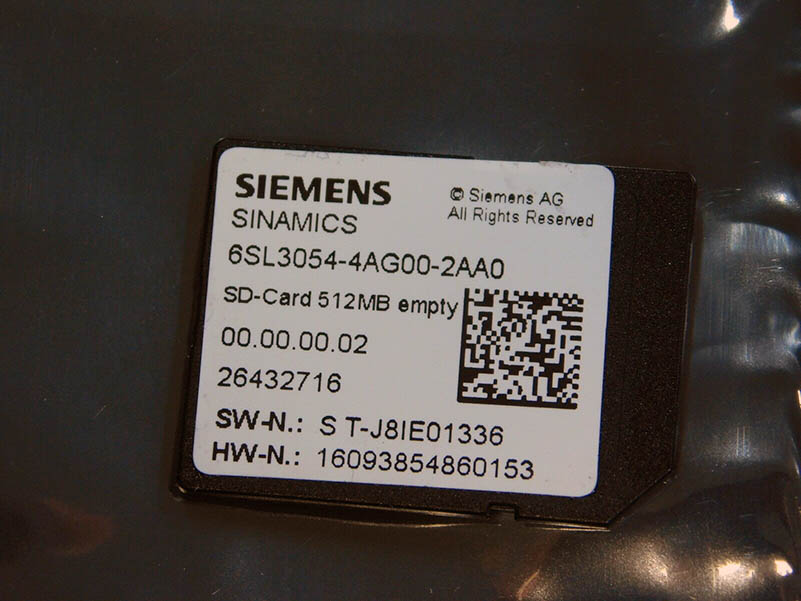 SIEMENS
© Siemens AG
SINAMICS
All Rights Reserved
6SL3054-4AG00-2AA0
SD-Card 512MB empty
00.00.00.02
26432716
SW-N.: S T-J8IE01336
HW-N.: 16093854860153